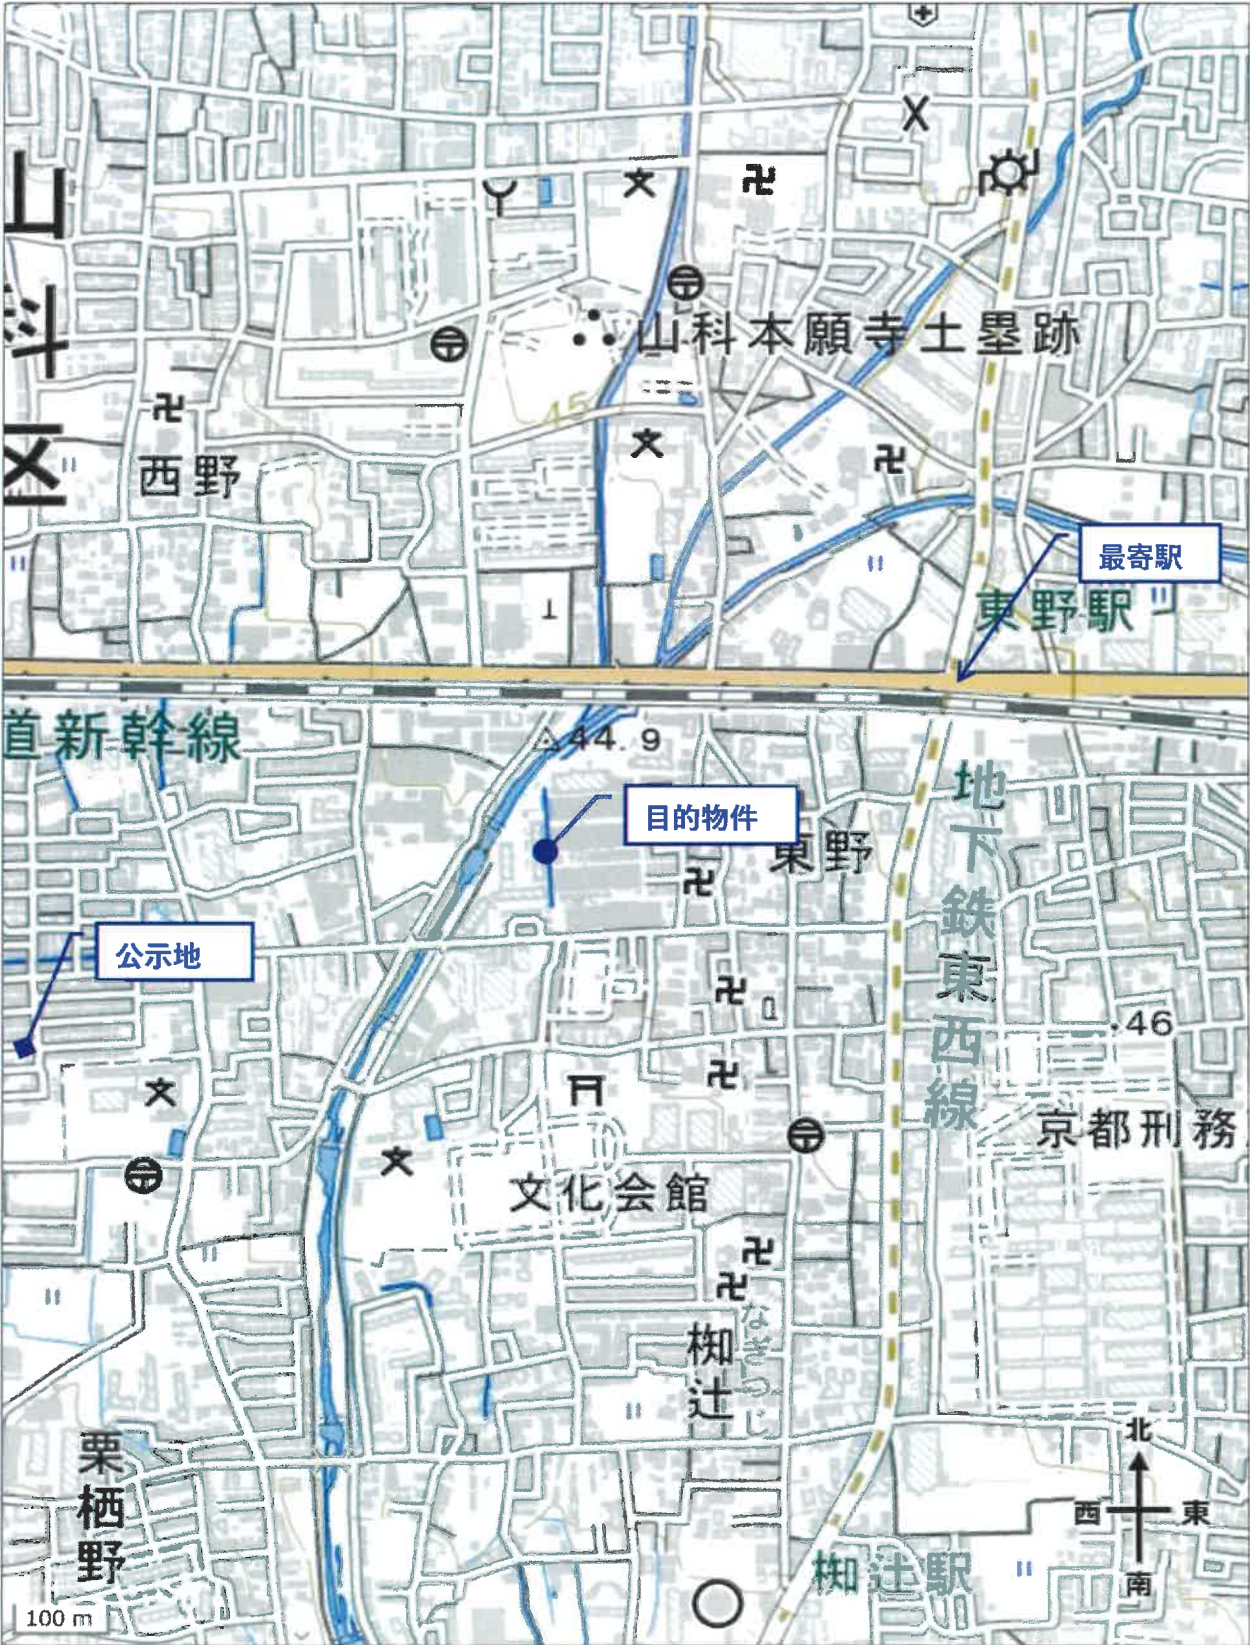 山科区
山科本願寺土塁跡
45
西野
最寄駅
東野駅
道新幹線
44.9
目的物件
東野
地下鉄東西線
公示地
・46
京都刑務
文化会館
椥辻
なぎつじ
栗栖野
北
西
東
南
椥辻駅
100 m